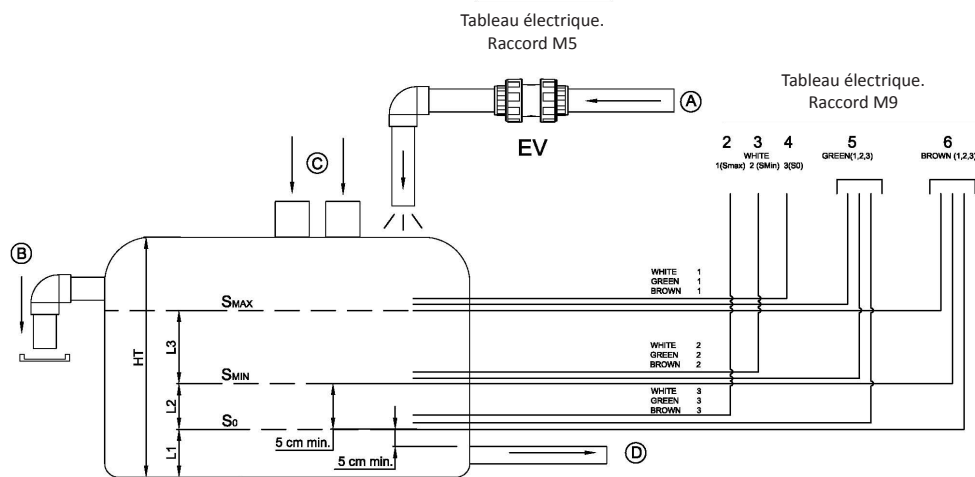 Tableau électrique.
Raccord M5
Tableau électrique.
Raccord M9
A
EV
2 3 4 5 6
WHITE GREEN(1,2,3) BROWN (1,2,3)
1(Smax) 2 (SMin) 3(S0)
C
B
WHITE 1
GREEN 1
BROWN 1
SMAX
HT
L3
WHITE 2
GREEN 2
BROWN 2
SMIN
L2
WHITE 3
GREEN 3
BROWN 3
S0
L1
5 cm min.
5 cm min.
D